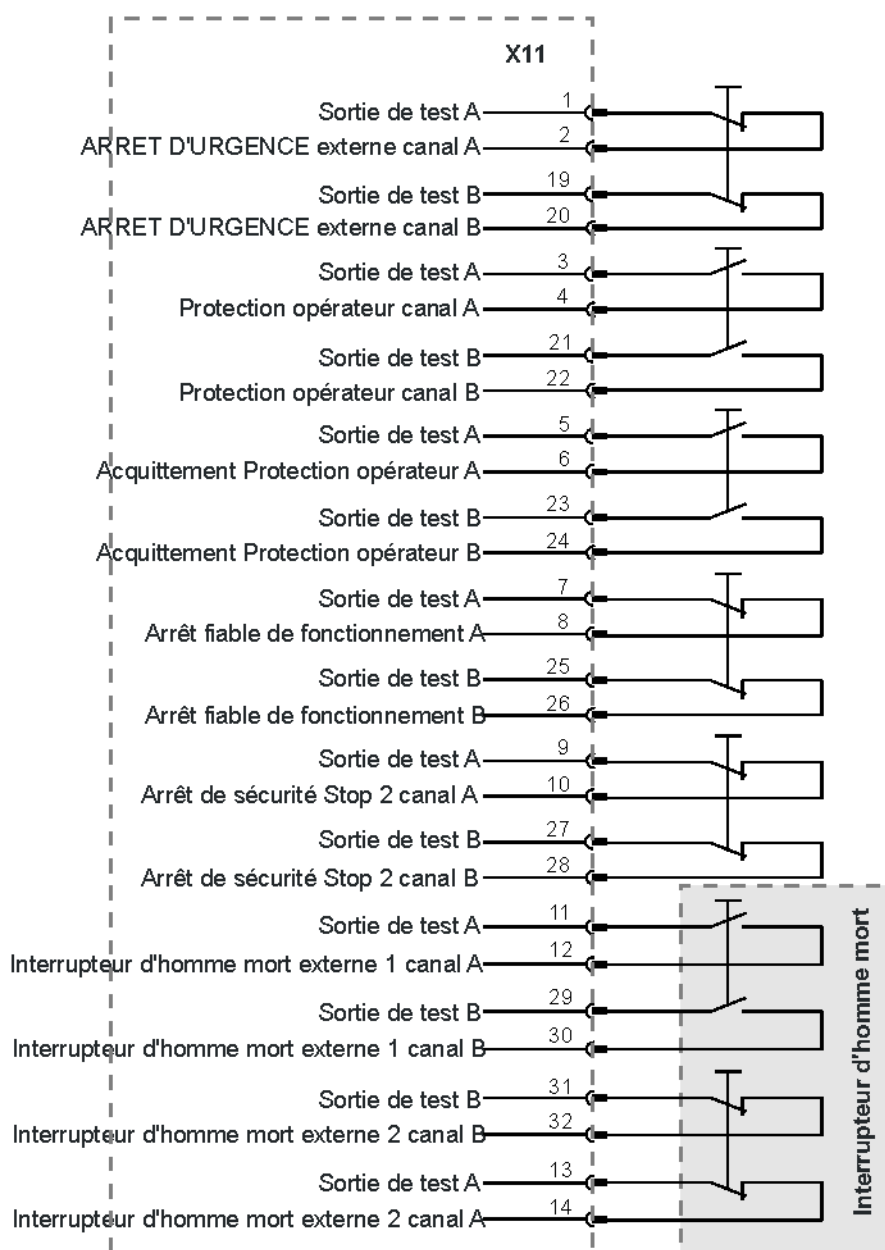 X11
Sortie de test A 1
ARRET D'URGENCE externe canal A 2
Sortie de test B 19
ARRET D'URGENCE externe canal B 20
Sortie de test A 3
Protection opérateur canal A 4
Sortie de test B 21
Protection opérateur canal B 22
Sortie de test A 5
Acquittement Protection opérateur A 6
Sortie de test B 23
Acquittement Protection opérateur B 24
Sortie de test A 7
Arrêt fiable de fonctionnement A 8
Sortie de test B 25
Arrêt fiable de fonctionnement B 26
Sortie de test A 9
Arrêt de sécurité Stop 2 canal A 10
Sortie de test B 27
Arrêt de sécurité Stop 2 canal B 28
Sortie de test A 11
Interrupteur d'homme mort externe 1 canal A 12
Sortie de test B 29
Interrupteur d'homme mort externe 1 canal B 30
Sortie de test B 31
Interrupteur d'homme mort externe 2 canal B 32
Sortie de test A 13
Interrupteur d'homme mort externe 2 canal A 14
Interrupteur d'homme mort